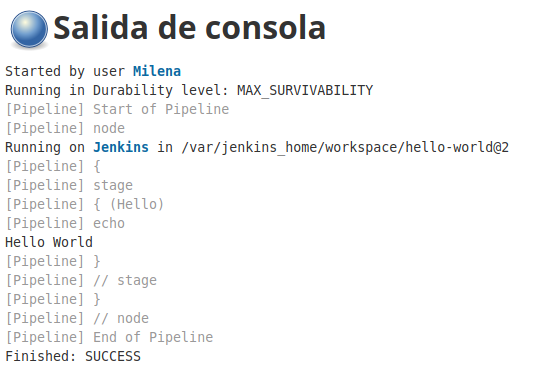 Salida de consola
Started by user Milena
Running in Durability level: MAX_SURVIVABILITY
[Pipeline] Start of Pipeline
[Pipeline] node
Running on Jenkins in /var/jenkins_home/workspace/hello-world@2
[Pipeline] {
[Pipeline] stage
[Pipeline] { (Hello)
[Pipeline] echo
Hello World
[Pipeline] }
[Pipeline] // stage
[Pipeline] }
[Pipeline] // node
[Pipeline] End of Pipeline
Finished: SUCCESS